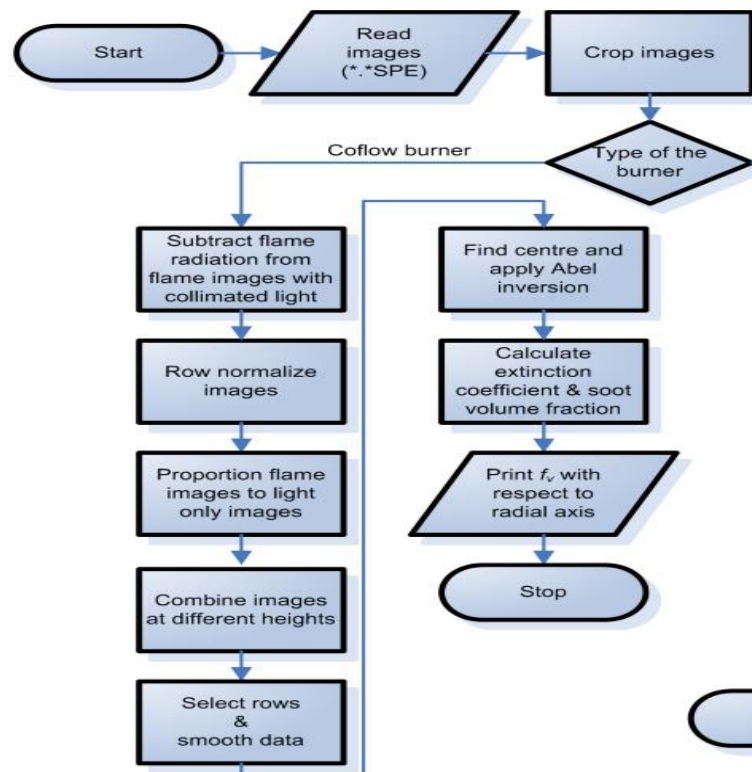 Start
Read
images
(*.*SPE)
Crop images
Type of the
burner
Coflow burner
Subtract flame
radiation from
flame images with
collimated light
Row normalize
images
Proportion flame
images to light
only images
Combine images
at different heights
Select rows
&
smooth data
Find centre and
apply Abel
inversion
Calculate
extinction
coefficient & soot
volume fraction
Print fv with
respect to
radial axis
Stop